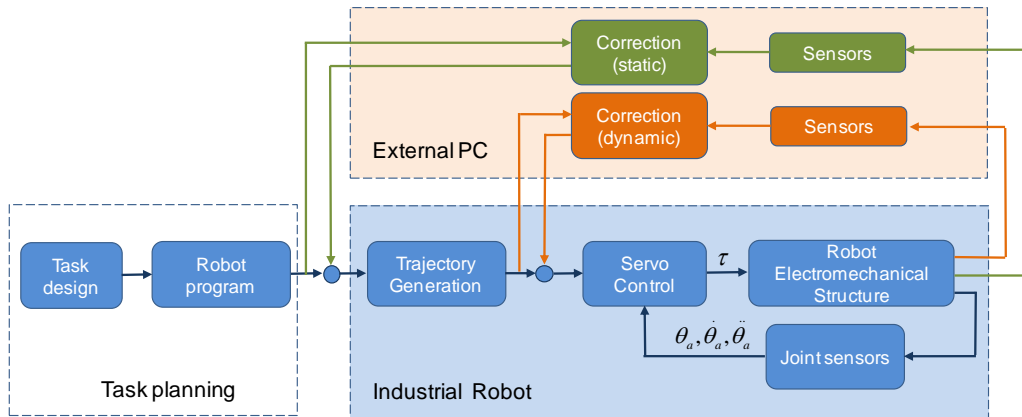 Correction
(static)
Sensors
Correction
(dynamic)
Sensors
External PC
Task
design
Robot
program
Trajectory
Generation
Servo
Control
τ
Robot
Electromechanical
Structure
θₐ, θ̇ₐ, θ̈ₐ
Joint sensors
Task planning
Industrial Robot